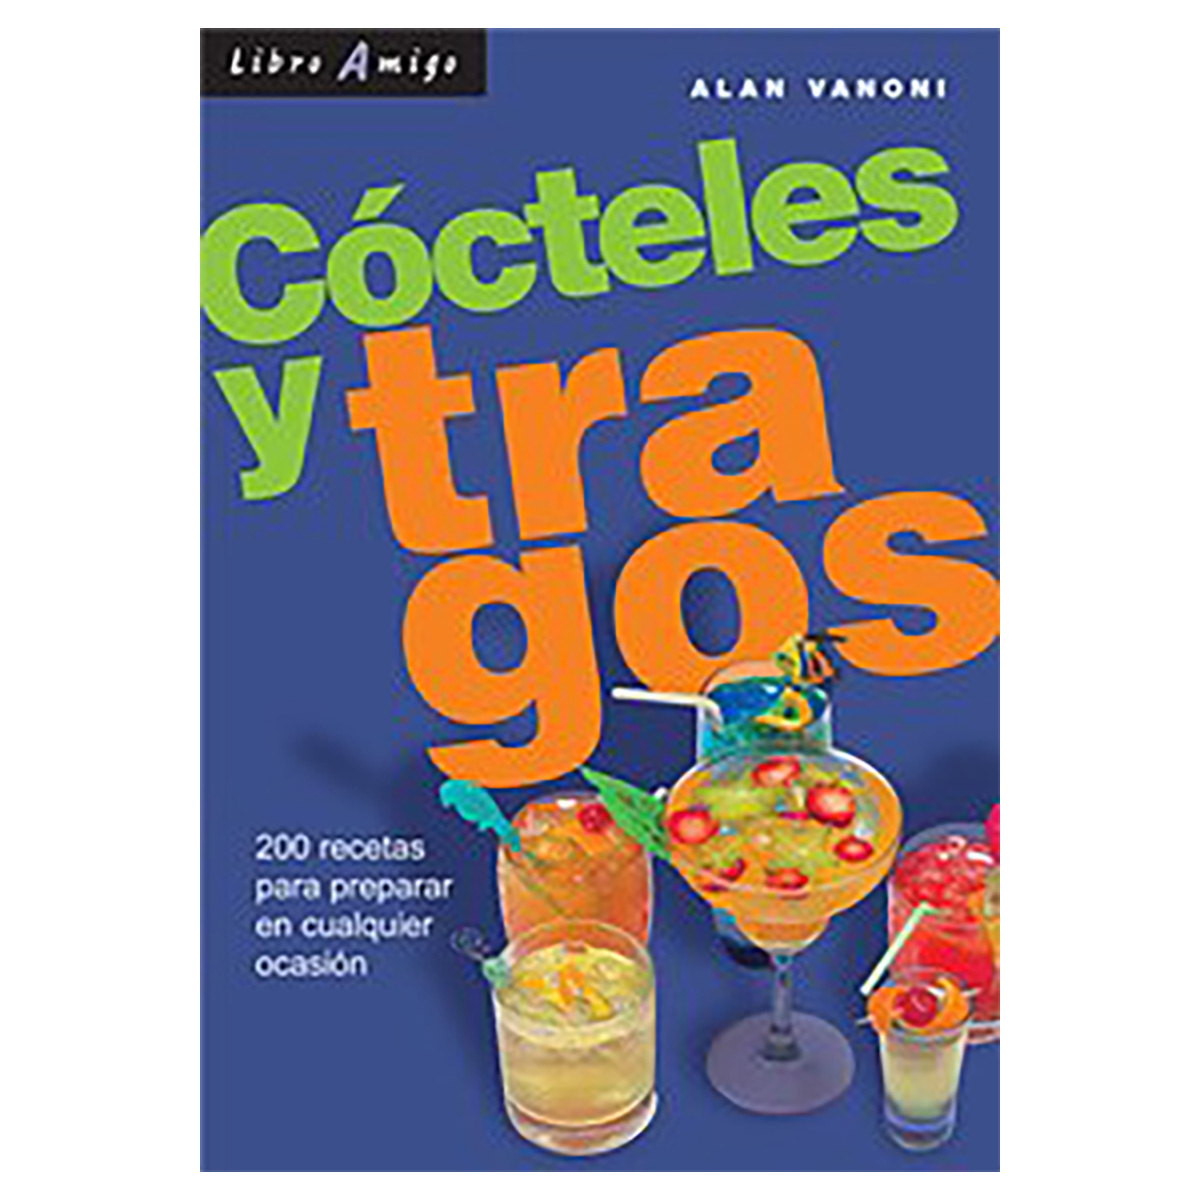 Libro Amigo
ALAN VANONI
Cócteles
y tra
gos
200 recetas
para preparar
en cualquier
ocasión